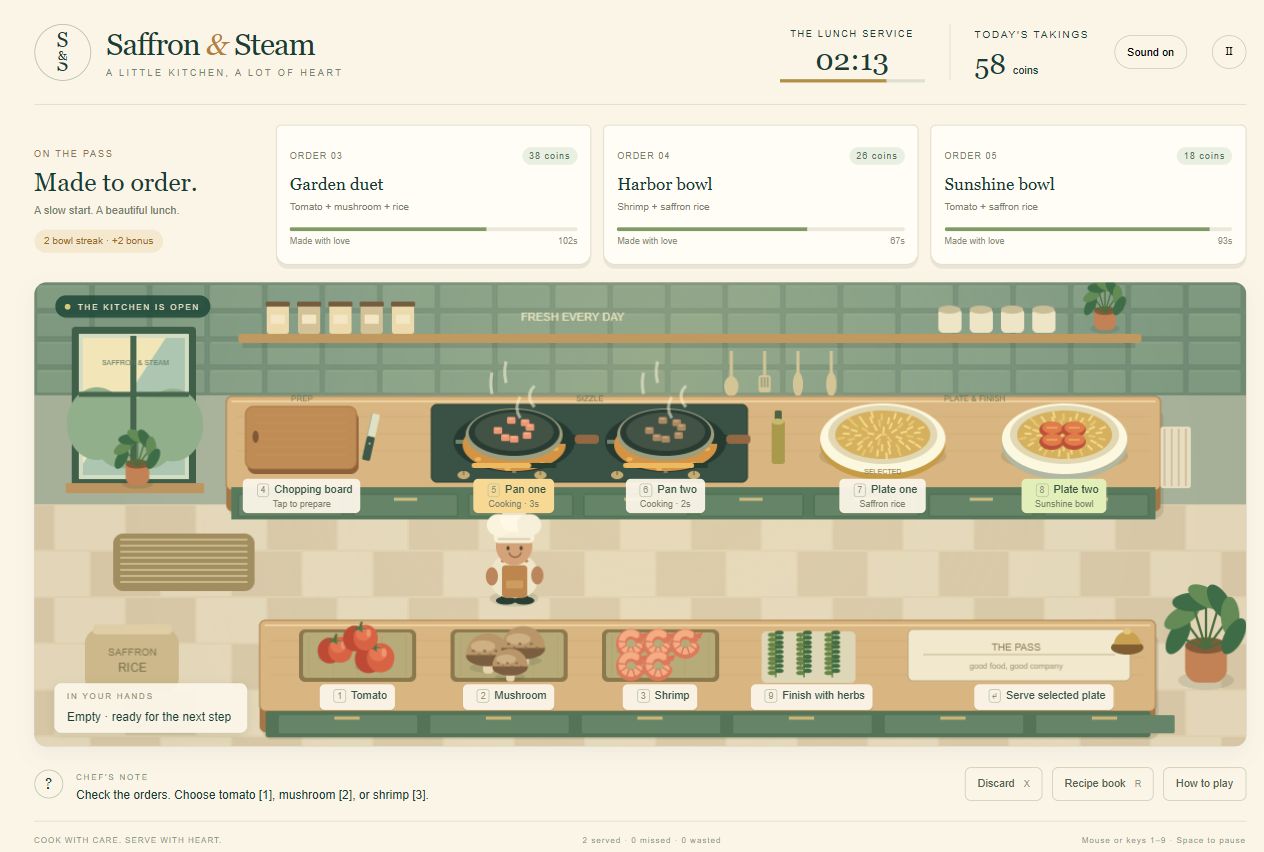 S
&
S
Saffron & Steam
A LITTLE KITCHEN, A LOT OF HEART
THE LUNCH SERVICE
02:13
TODAY'S TAKINGS
58 coins
Sound on
II
ON THE PASS
Made to order.
A slow start. A beautiful lunch.
2 bowl streak · +2 bonus
ORDER 03
38 coins
Garden duet
Tomato + mushroom + rice
Made with love
102s
ORDER 04
26 coins
Harbor bowl
Shrimp + saffron rice
Made with love
67s
ORDER 05
18 coins
Sunshine bowl
Tomato + saffron rice
Made with love
93s
THE KITCHEN IS OPEN
FRESH EVERY DAY
SAFFRON & STEAM
PREP
SIZZLE
PLATE & FINISH
SELECTED
4 Chopping board
Tap to prepare
5 Pan one
Cooking · 3s
6 Pan two
Cooking · 2s
7 Plate one
Saffron rice
8 Plate two
Sunshine bowl
SAFFRON
RICE
THE PASS
good food, good company
1 Tomato
2 Mushroom
3 Shrimp
9 Finish with herbs
↵ Serve selected plate
IN YOUR HANDS
Empty · ready for the next step
?
CHEF'S NOTE
Check the orders. Choose tomato [1], mushroom [2], or shrimp [3].
Discard X
Recipe book R
How to play
COOK WITH CARE. SERVE WITH HEART.
2 served · 0 missed · 0 wasted
Mouse or keys 1–9 · Space to pause